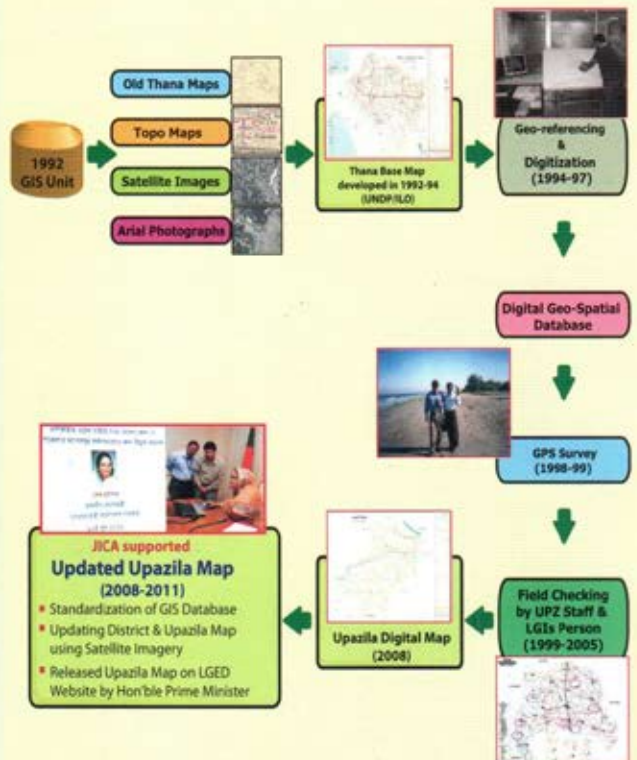 1992
GIS Unit
Old Thana Maps
Topo Maps
Satellite Images
Arial Photographs
Thana Base Map
developed in 1992-94
(UNDP/ILO)
Geo-referencing
&
Digitization
(1994-97)
Digital Geo-Spatial
Database
GPS Survey
(1998-99)
Field Checking
by UPZ Staff &
LGIs Person
(1999-2005)
Upazila Digital Map
(2008)
JICA supported
Updated Upazila Map
(2008-2011)
Standardization of GIS Database
Updating District & Upazila Map
using Satellite Imagery
Released Upazila Map on LGED
Website by Hon'ble Prime Minister